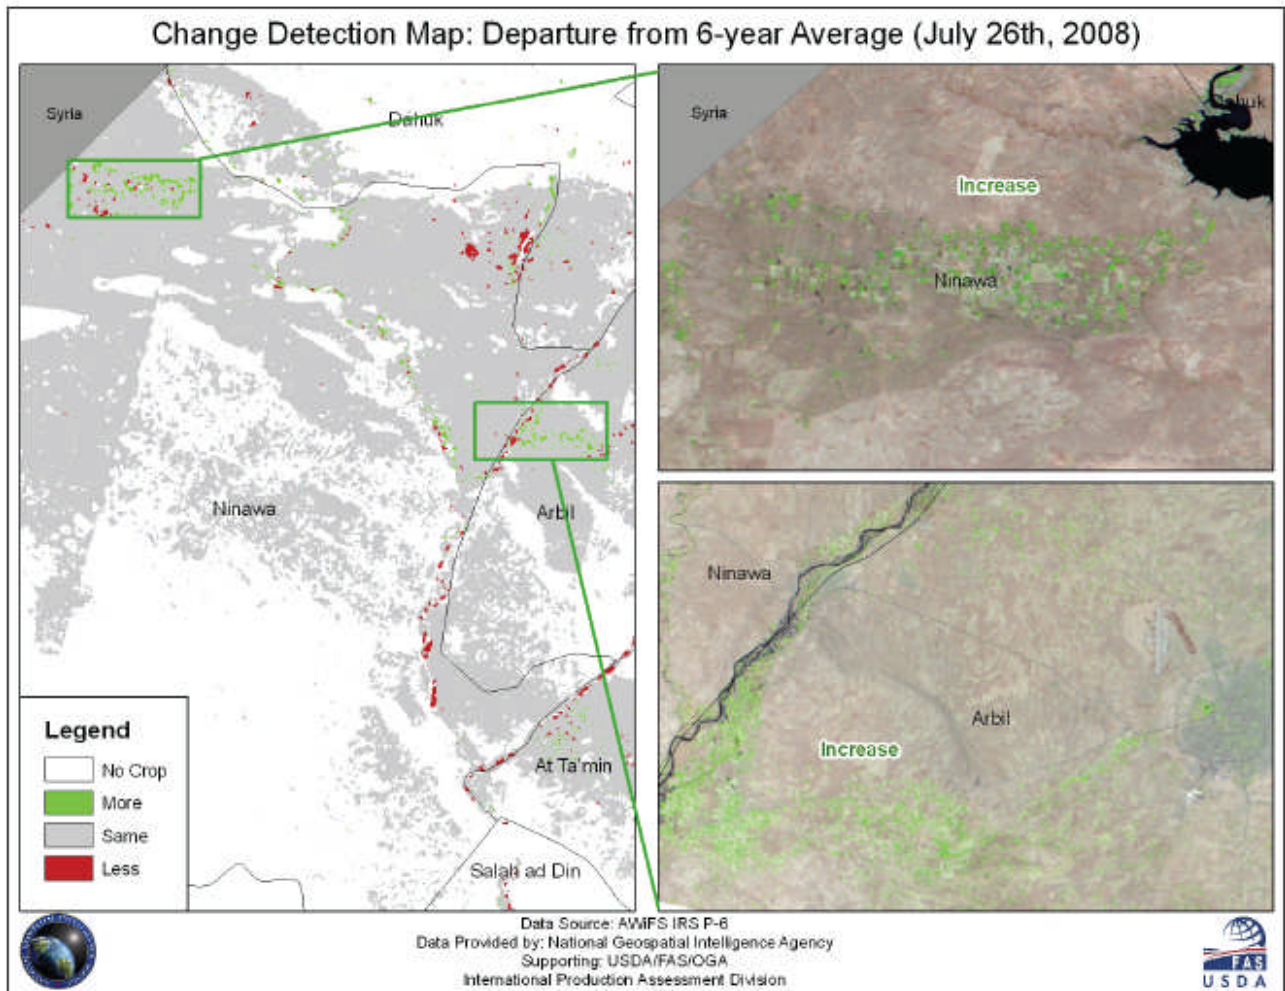 Change Detection Map: Departure from 6-year Average (July 26th, 2008)
Syria
Dahuk
Ninawa
Arbil
At Ta'min
Salah ad Din
Legend
No Crop
More
Same
Less
Syria
Dahuk
Increase
Ninawa
Ninawa
Arbil
Increase
Data Source: AWiFS IRS P-6
Data Provided by: National Geospatial Intelligence Agency
Supporting: USDA/FAS/OGA
International Production Assessment Division
FAS
USDA